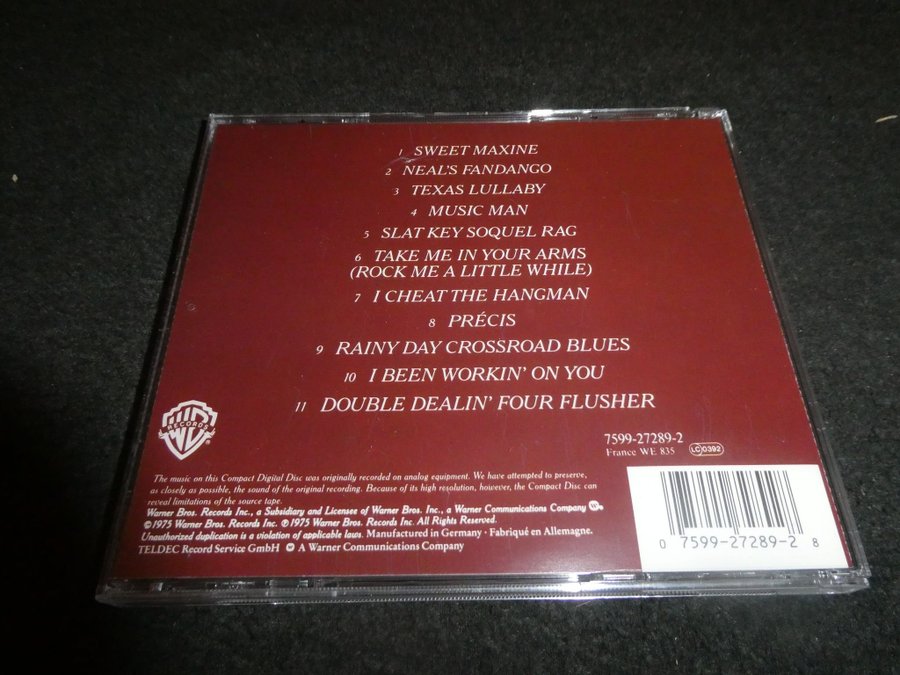 1 SWEET MAXINE
2 NEAL'S FANDANGO
3 TEXAS LULLABY
4 MUSIC MAN
5 SLAT KEY SOQUEL RAG
6 TAKE ME IN YOUR ARMS
(ROCK ME A LITTLE WHILE)
7 I CHEAT THE HANGMAN
8 PRÉCIS
9 RAINY DAY CROSSROAD BLUES
10 I BEEN WORKIN' ON YOU
11 DOUBLE DEALIN' FOUR FLUSHER
WB
RECORDS
7599-27289-2
France WE 835
LC 0392
The music on this Compact Digital Disc was originally recorded on analog equipment. We have attempted to preserve,
as closely as possible, the sound of the original recording. Because of its high resolution, however, the Compact Disc can
reveal limitations of the source tape.
Warner Bros. Records Inc., a Subsidiary and Licensee of Warner Bros. Inc., a Warner Communications Company
© 1975 Warner Bros. Records Inc. ℗ 1975 Warner Bros. Records Inc. All Rights Reserved.
Unauthorized duplication is a violation of applicable laws. Manufactured in Germany · Fabriqué en Allemagne.
TELDEC Record Service GmbH A Warner Communications Company
0 7599-27289-2 8